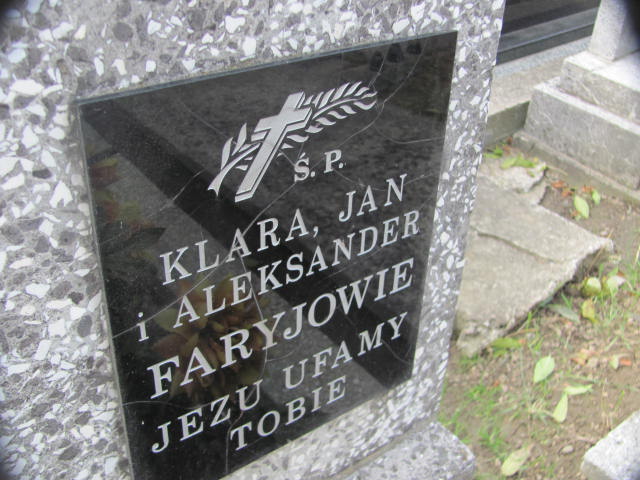 Ś. P.
KLARA, JAN
i ALEKSANDER
FARYJOWIE
JEZU UFAMY
TOBIE